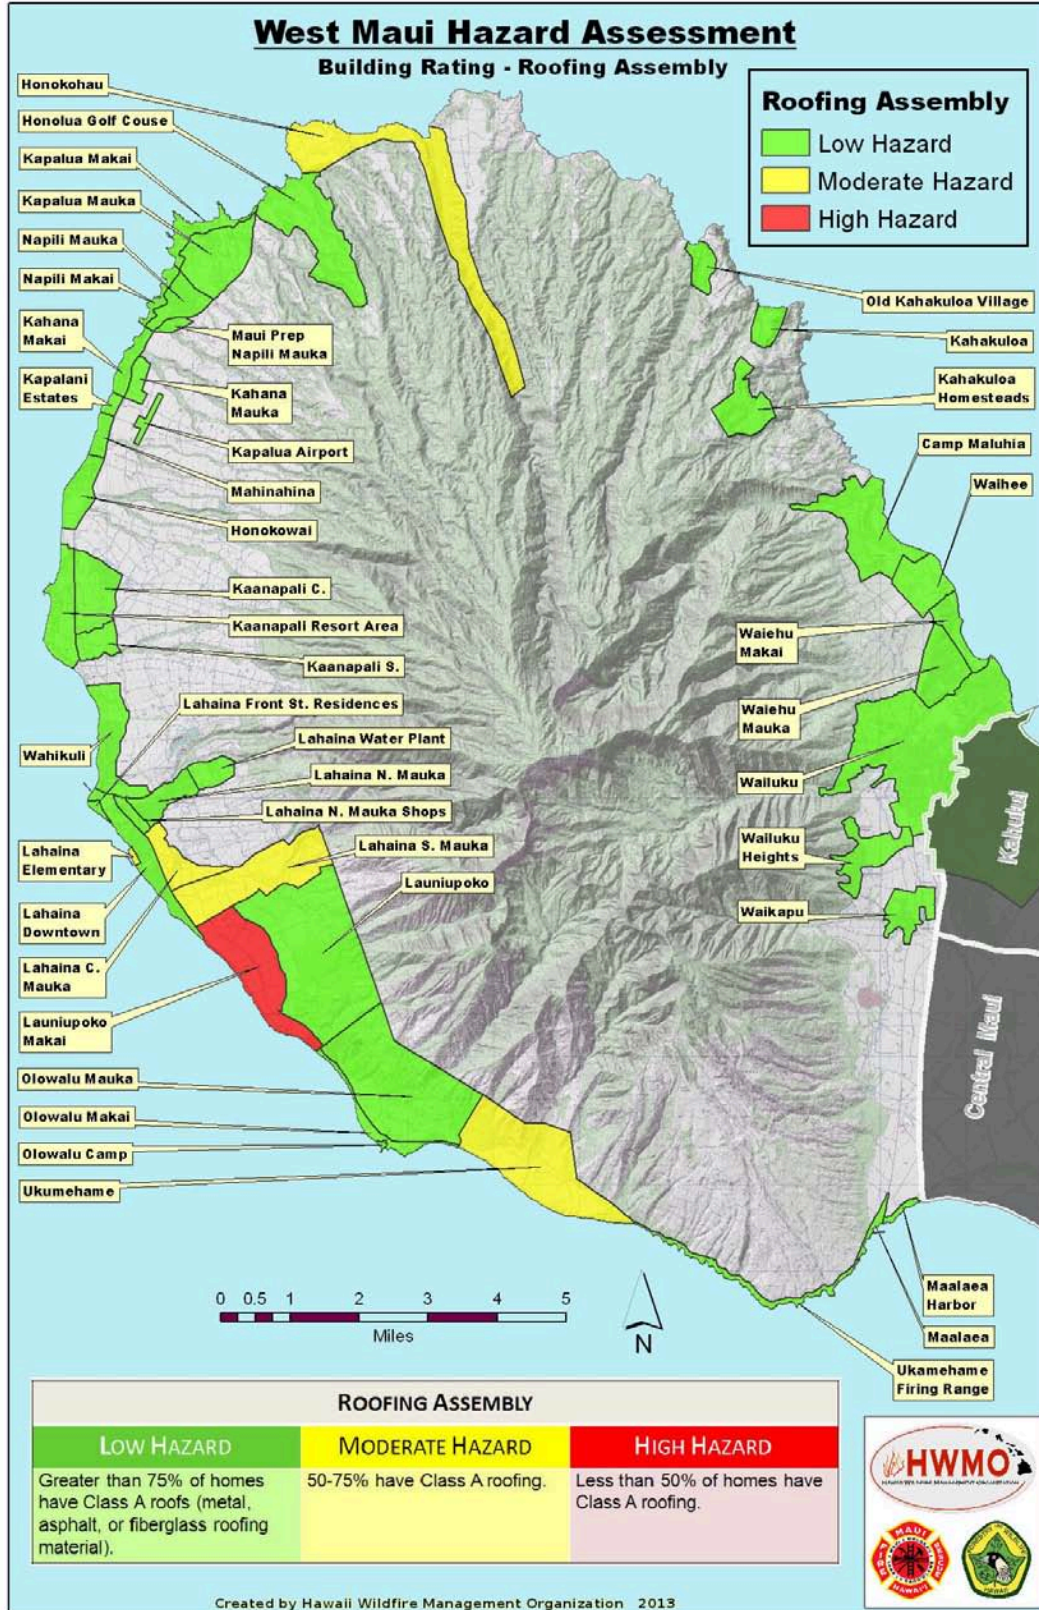 West Maui Hazard Assessment
Building Rating - Roofing Assembly
Roofing Assembly
Low Hazard
Moderate Hazard
High Hazard
Honokohau
Honolua Golf Couse
Kapalua Makai
Kapalua Mauka
Napili Mauka
Napili Makai
Kahana
Makai
Kapalani
Estates
Maui Prep
Napili Mauka
Kahana
Mauka
Kapalua Airport
Mahinahina
Honokowai
Kaanapali C.
Kaanapali Resort Area
Kaanapali S.
Lahaina Front St. Residences
Wahikuli
Lahaina Water Plant
Lahaina N. Mauka
Lahaina N. Mauka Shops
Lahaina S. Mauka
Launiupoko
Lahaina
Elementary
Lahaina
Downtown
Lahaina C.
Mauka
Launiupoko
Makai
Olowalu Mauka
Olowalu Makai
Olowalu Camp
Ukumehame
Old Kahakuloa Village
Kahakuloa
Kahakuloa
Homesteads
Camp Maluhia
Waihee
Waiehu
Makai
Waiehu
Mauka
Wailuku
Wailuku
Heights
Waikapu
Kahului
Central Maui
Maalaea
Harbor
Maalaea
Ukamehame
Firing Range
0 0.5 1 2 3 4 5
Miles
N
ROOFING ASSEMBLY
LOW HAZARD
MODERATE HAZARD
HIGH HAZARD
Greater than 75% of homes
have Class A roofs (metal,
asphalt, or fiberglass roofing
material).
50-75% have Class A roofing.
Less than 50% of homes have
Class A roofing.
HWMO
MAUI
FIRE
HAWAI'I
Created by Hawaii Wildfire Management Organization 2013